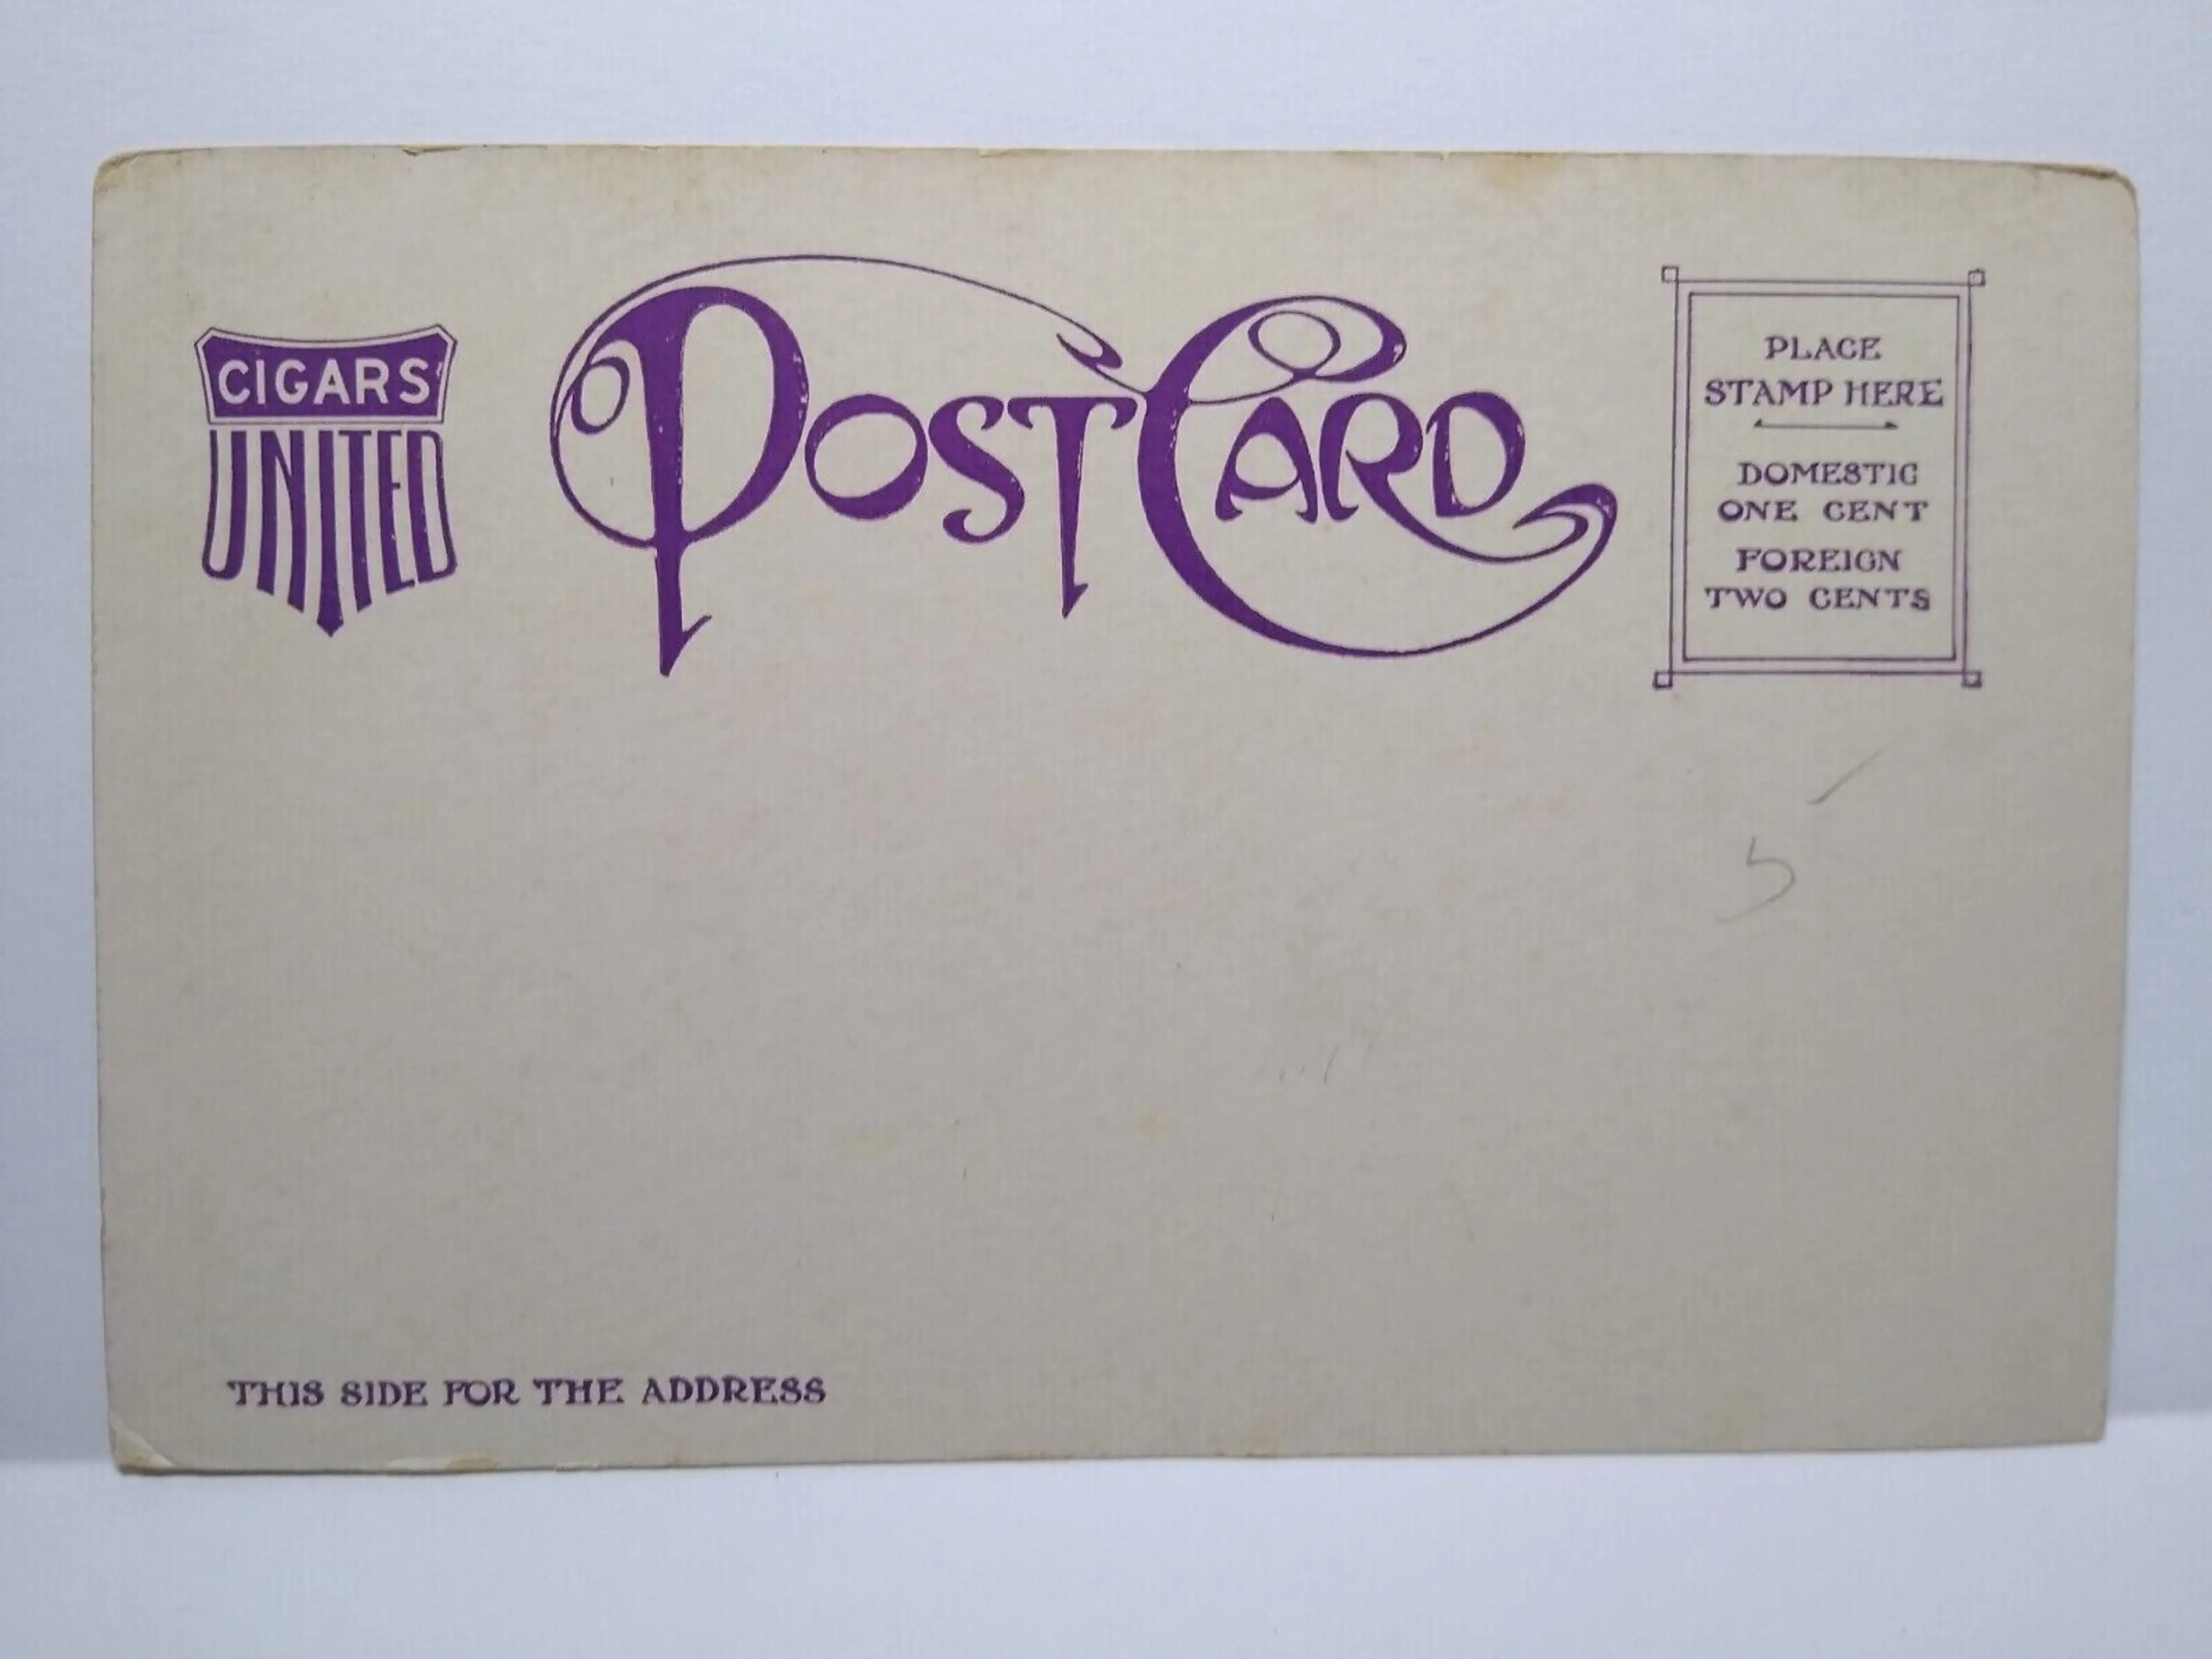 CIGARS
UNITED
POST CARD
PLACE
STAMP HERE
DOMESTIC
ONE CENT
FOREIGN
TWO CENTS
5
THIS SIDE FOR THE ADDRESS